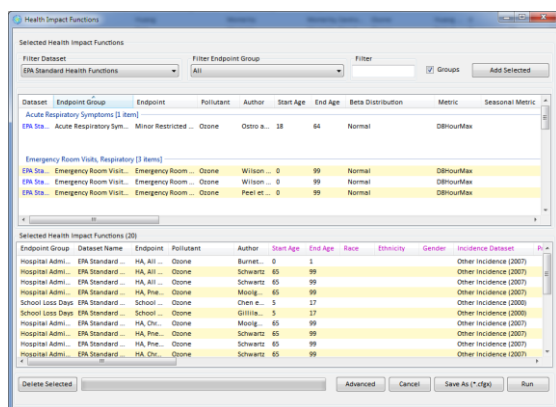 Health Impact Functions
Selected Health Impact Functions
Filter Dataset Filter Endpoint Group Filter
EPA Standard Health Functions All Groups Add Selected
Dataset Endpoint Group Endpoint Pollutant Author Start Age End Age Beta Distribution Metric Seasonal Metric
Acute Respiratory Symptoms [1 item]
EPA Sta... Acute Respiratory Sym... Minor Restricted ... Ozone Ostro a... 18 64 Normal D8HourMax
Emergency Room Visits, Respiratory [3 items]
EPA Sta... Emergency Room Visit... Emergency Room ... Ozone Wilson ... 0 99 Normal D8HourMax
EPA Sta... Emergency Room Visit... Emergency Room ... Ozone Wilson ... 0 99 Normal D8HourMax
EPA Sta... Emergency Room Visit... Emergency Room ... Ozone Peel et ... 0 99 Normal D8HourMax
Selected Health Impact Functions (20)
Endpoint Group Dataset Name Endpoint Pollutant Author Start Age End Age Race Ethnicity Gender Incidence Dataset
Hospital Admi... EPA Standard ... HA, All ... Ozone Burnet... 0 1 Other Incidence (2007)
Hospital Admi... EPA Standard ... HA, All ... Ozone Schwartz 65 99 Other Incidence (2007)
Hospital Admi... EPA Standard ... HA, All ... Ozone Schwartz 65 99 Other Incidence (2007)
Hospital Admi... EPA Standard ... HA, Pne... Ozone Moolg... 65 99 Other Incidence (2007)
School Loss Days EPA Standard ... School ... Ozone Chen e... 5 17 Other Incidence (2000)
School Loss Days EPA Standard ... School ... Ozone Gillila... 5 17 Other Incidence (2000)
Hospital Admi... EPA Standard ... HA, Chr... Ozone Moolg... 65 99 Other Incidence (2007)
Hospital Admi... EPA Standard ... HA, Pne... Ozone Schwartz 65 99 Other Incidence (2007)
Hospital Admi... EPA Standard ... HA, Pne... Ozone Schwartz 65 99 Other Incidence (2007)
Hospital Admi... EPA Standard ... HA, Chr... Ozone Schwartz 65 99 Other Incidence (2007)
Delete Selected Advanced Cancel Save As (*.cfgx) Run